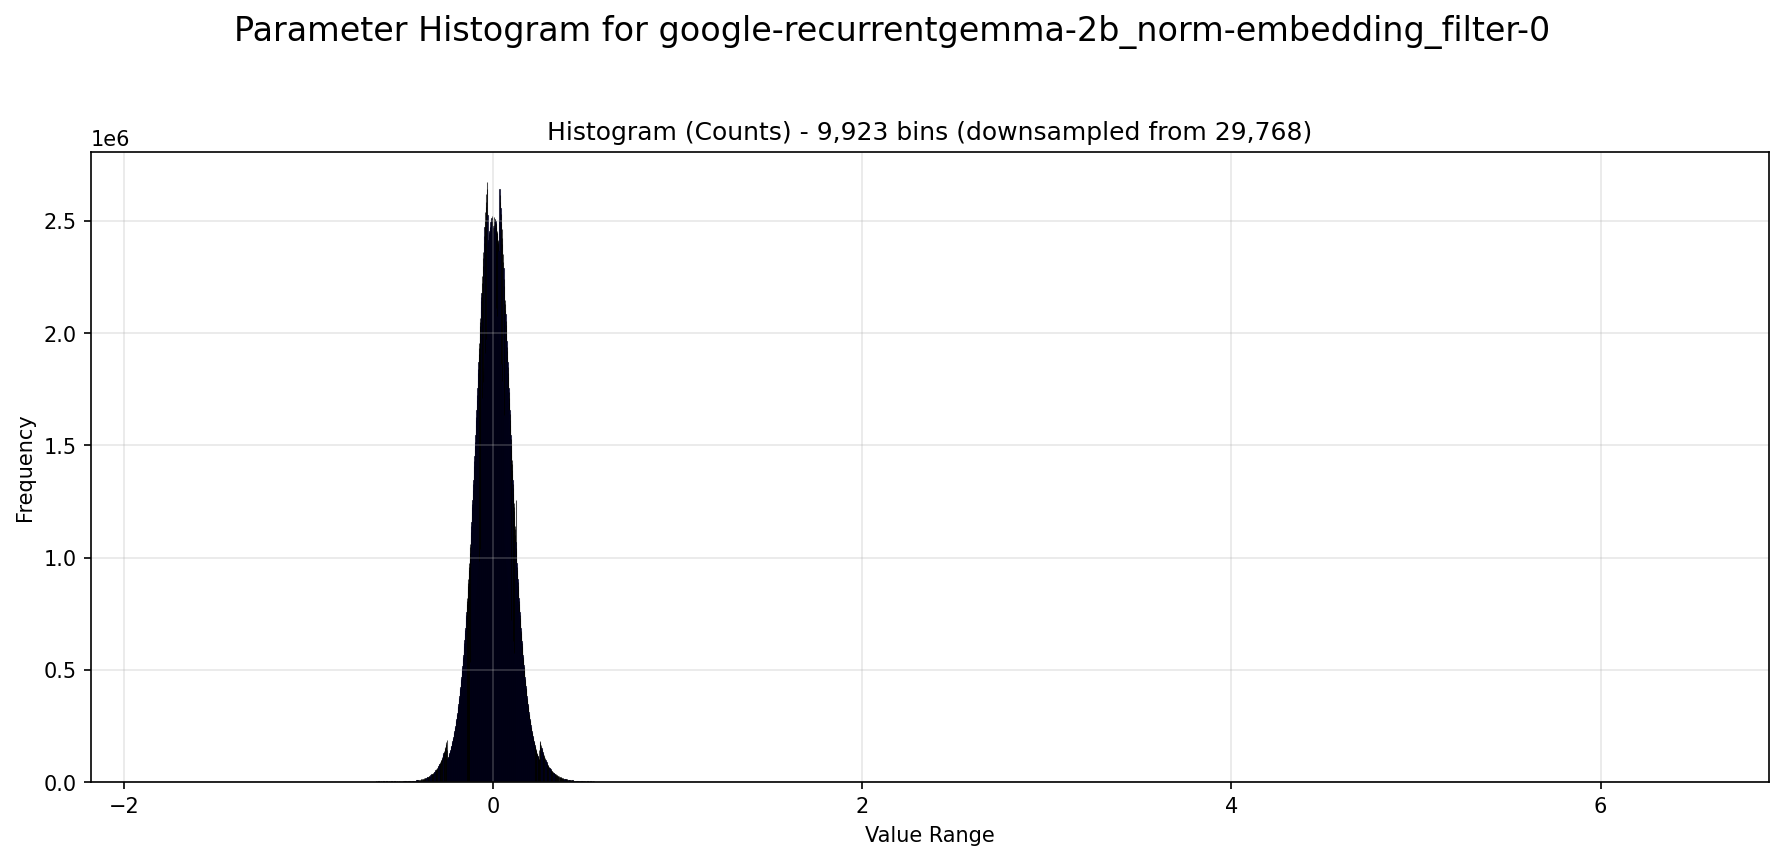 Parameter Histogram for google-recurrentgemma-2b_norm-embedding_filter-0
Histogram (Counts) - 9,923 bins (downsampled from 29,768)
1e6
2.5
2.0
1.5
1.0
0.5
0.0
Frequency
−2
0
2
4
6
Value Range